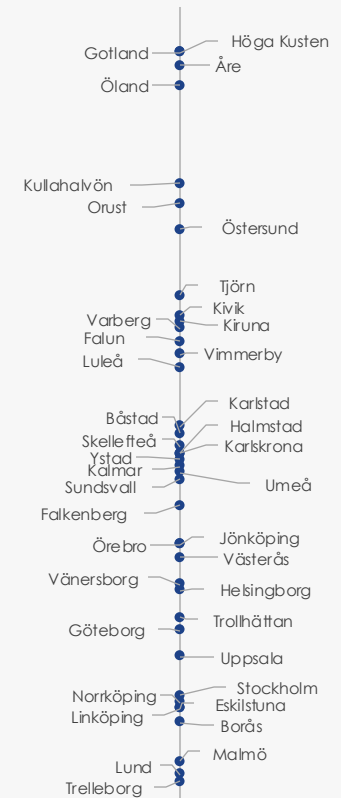 Höga Kusten
Gotland
Åre
Öland
Kullahalvön
Orust
Östersund
Tjörn
Kivik
Varberg
Kiruna
Falun
Vimmerby
Luleå
Karlstad
Båstad
Halmstad
Skellefteå
Karlskrona
Ystad
Kalmar
Umeå
Sundsvall
Falkenberg
Jönköping
Örebro
Västerås
Vänersborg
Helsingborg
Trollhättan
Göteborg
Uppsala
Stockholm
Norrköping
Eskilstuna
Linköping
Borås
Malmö
Lund
Trelleborg